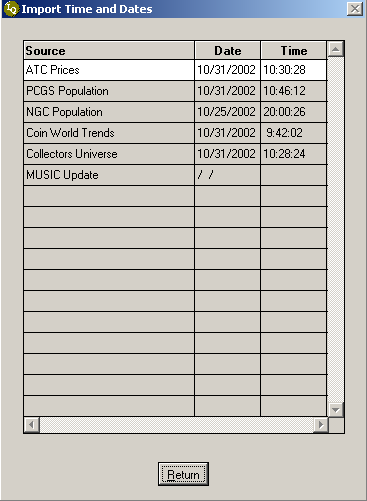 Import Time and Dates
Source Date Time
ATC Prices 10/31/2002 10:30:28
PCGS Population 10/31/2002 10:46:12
NGC Population 10/25/2002 20:00:26
Coin World Trends 10/31/2002 9:42:02
Collectors Universe 10/31/2002 10:28:24
MUSIC Update / /
Return